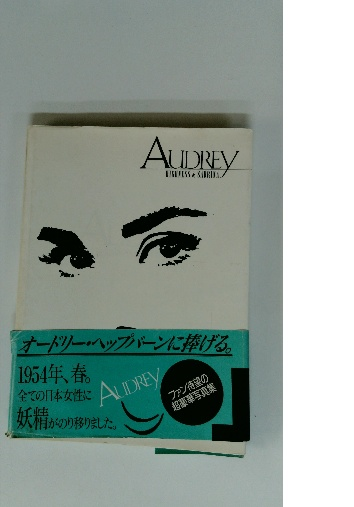 AUDREY
オードリー・ヘップバーンに捧げる。
1954年、春。
全ての日本女性に
妖精がのり移りました。
AUDREY
ファン待望の
超豪華写真集